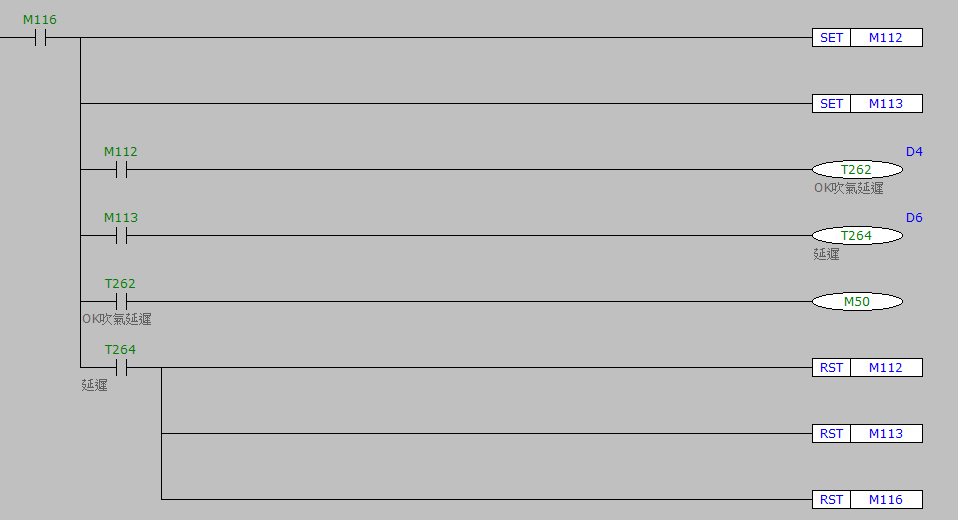 M116
SET M112
SET M113
M112
D4
T262
OK吹氣延遲
M113
D6
T264
延遲
T262
M50
OK吹氣延遲
T264
RST M112
延遲
RST M113
RST M116